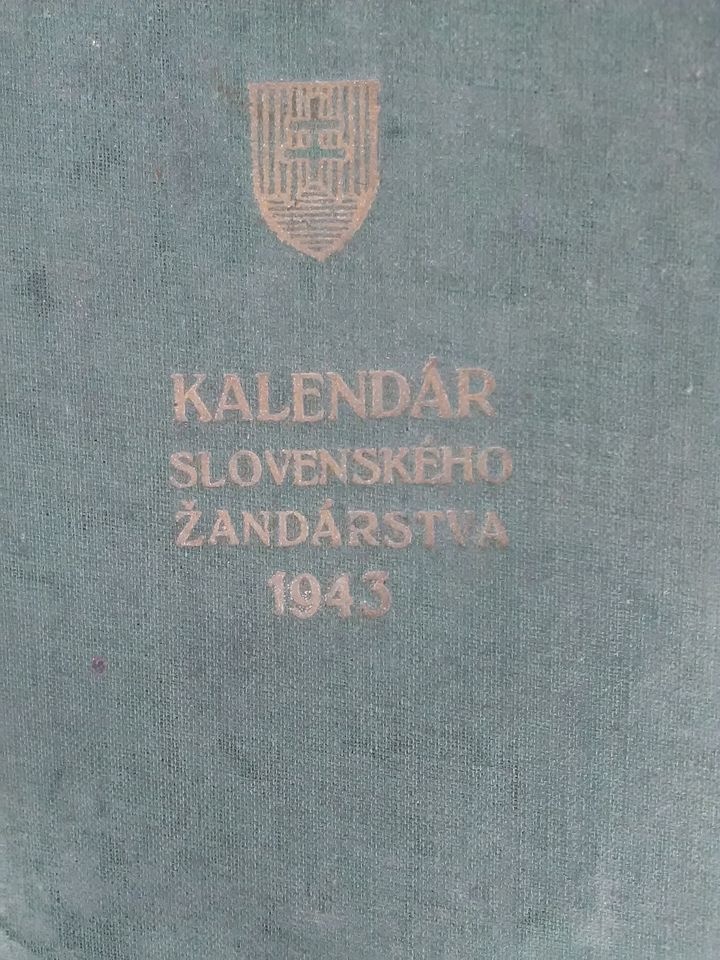 KALENDÁR
SLOVENSKÉHO
ŽANDÁRSTVA
1943